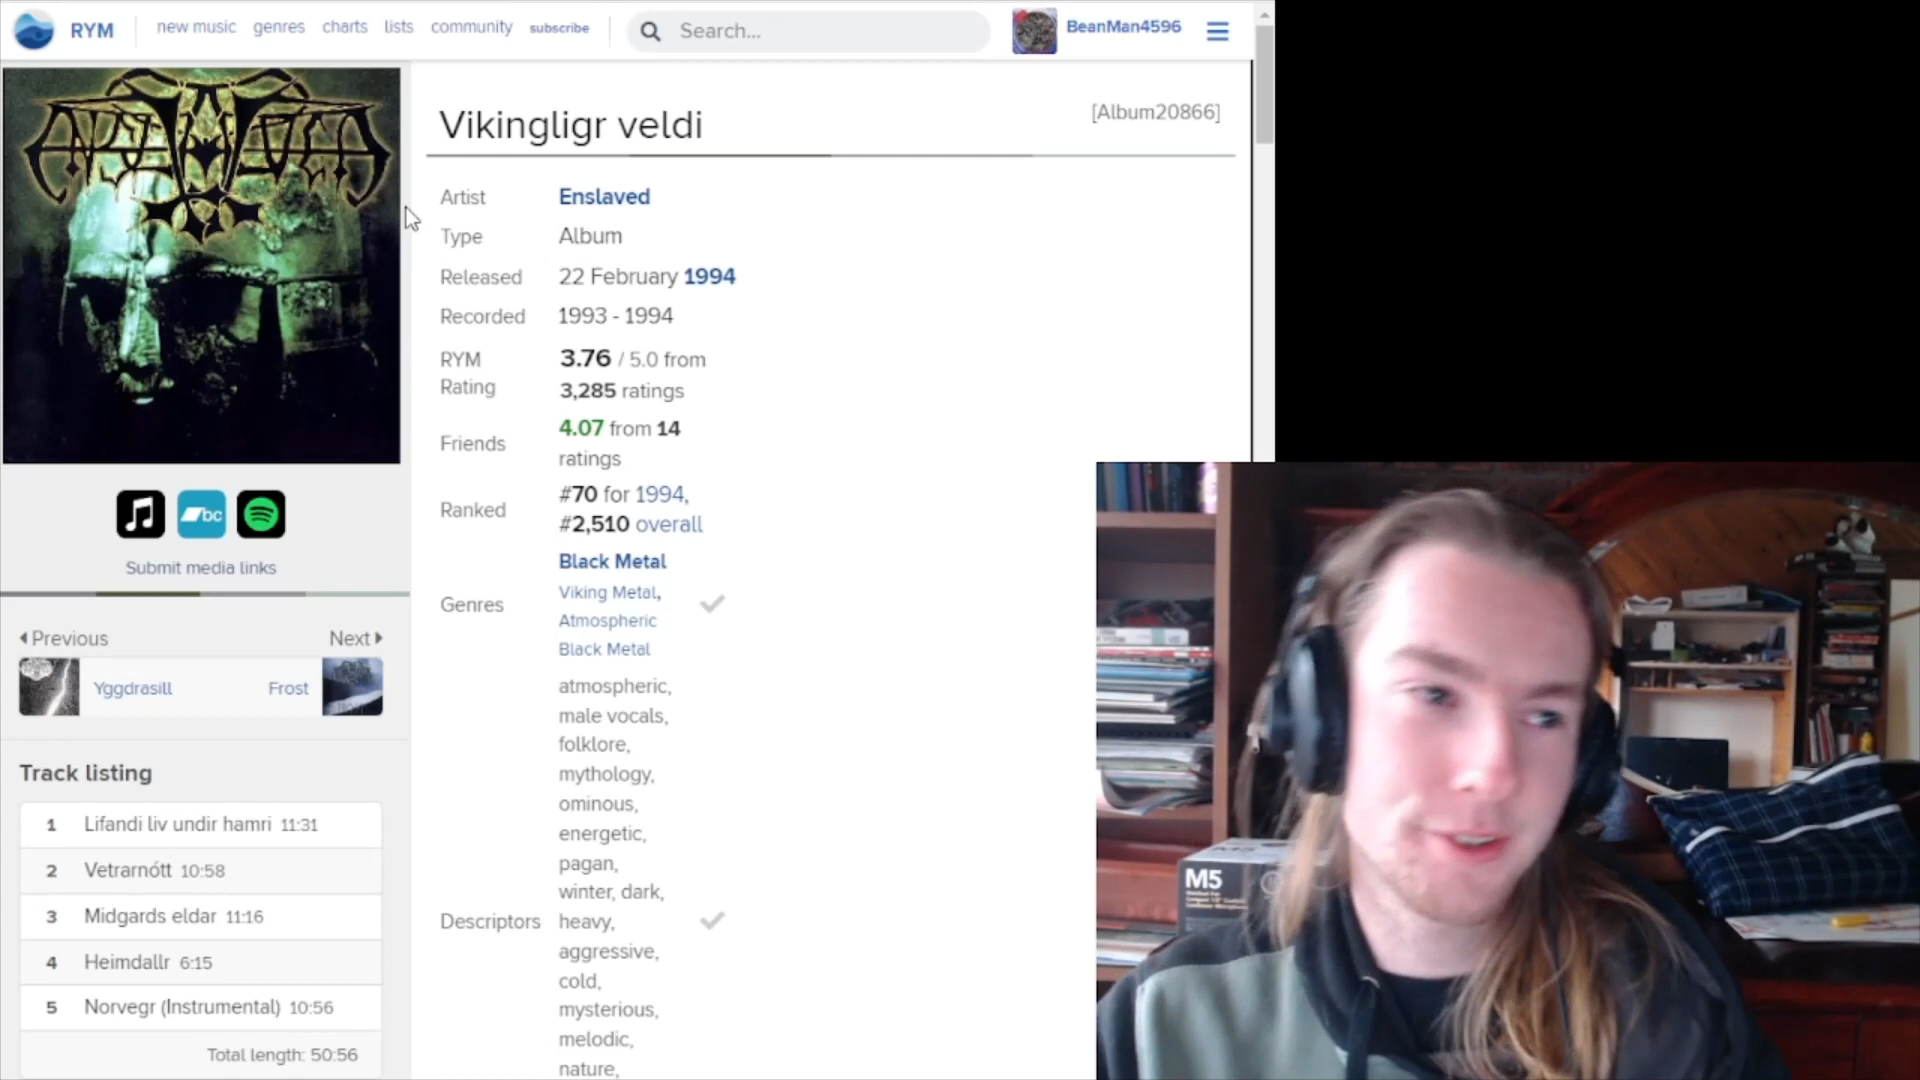 RYM
new music genres charts lists community subscribe
Search...
BeanMan4596
Vikingligr veldi
[Album20866]
Artist Enslaved
Type Album
Released 22 February 1994
Recorded 1993 - 1994
RYM Rating 3.76 / 5.0 from
3,285 ratings
Friends 4.07 from 14
ratings
Ranked #70 for 1994,
#2,510 overall
Genres Black Metal
Viking Metal,
Atmospheric
Black Metal
Descriptors atmospheric,
male vocals,
folklore,
mythology,
ominous,
energetic,
pagan,
winter, dark,
heavy,
aggressive,
cold,
mysterious,
melodic,
nature,
ENSLAVED
bc
Submit media links
Previous Next
Yggdrasill Frost
Track listing
1 Lifandi liv undir hamri 11:31
2 Vetrarnótt 10:58
3 Midgards eldar 11:16
4 Heimdallr 6:15
5 Norvegr (Instrumental) 10:56
Total length: 50:56
M5